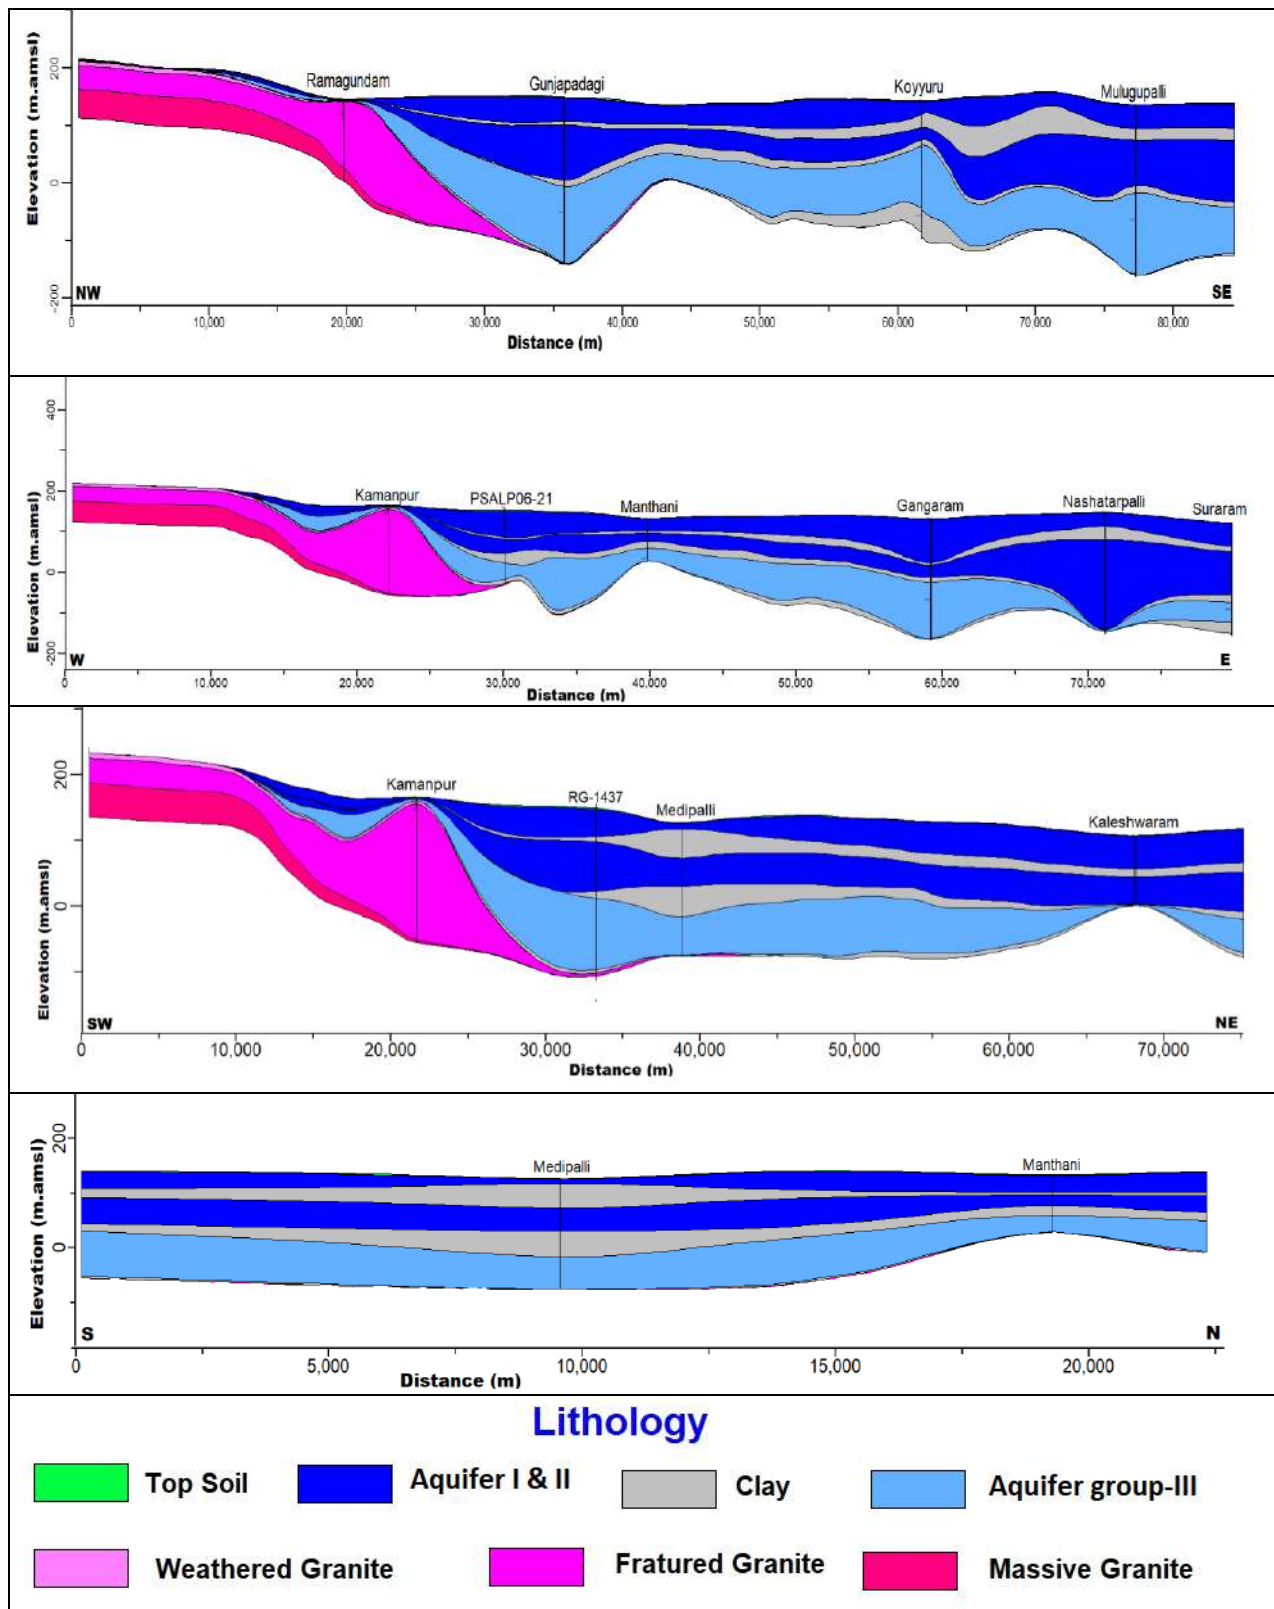 Ramagundam Gunjapadagi Koyyuru Mulugupalli
Elevation (m.amsl)
200
0
-200
NW SE
0 10,000 20,000 30,000 40,000 50,000 60,000 70,000 80,000
Distance (m)
Kamanpur PSALP06-21 Manthani Gangaram Nashatarpalli Suraram
Elevation (m.amsl)
400
200
0
-200
W E
0 10,000 20,000 30,000 40,000 50,000 60,000 70,000
Distance (m)
Kamanpur RG-1437 Medipalli Kaleshwaram
Elevation (m.amsl)
200
0
SW NE
0 10,000 20,000 30,000 40,000 50,000 60,000 70,000
Distance (m)
Medipalli Manthani
Elevation (m.amsl)
200
0
S N
0 5,000 10,000 15,000 20,000
Distance (m)
Lithology
Top Soil Aquifer I & II Clay Aquifer group-III
Weathered Granite Fratured Granite Massive Granite